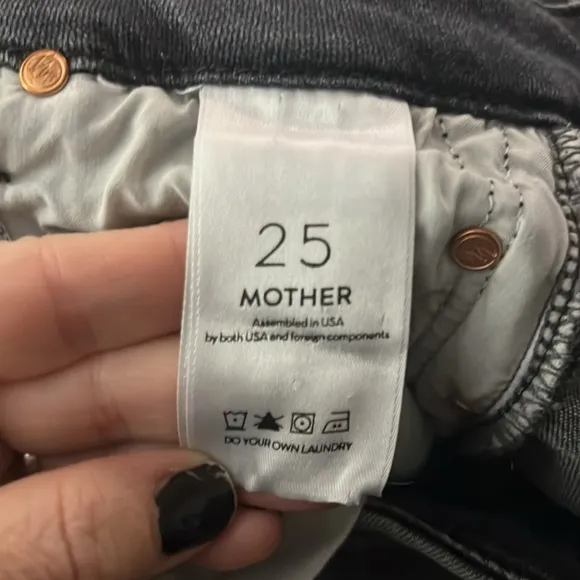 25
MOTHER
Assembled in USA
by both USA and foreign components
DO YOUR OWN LAUNDRY